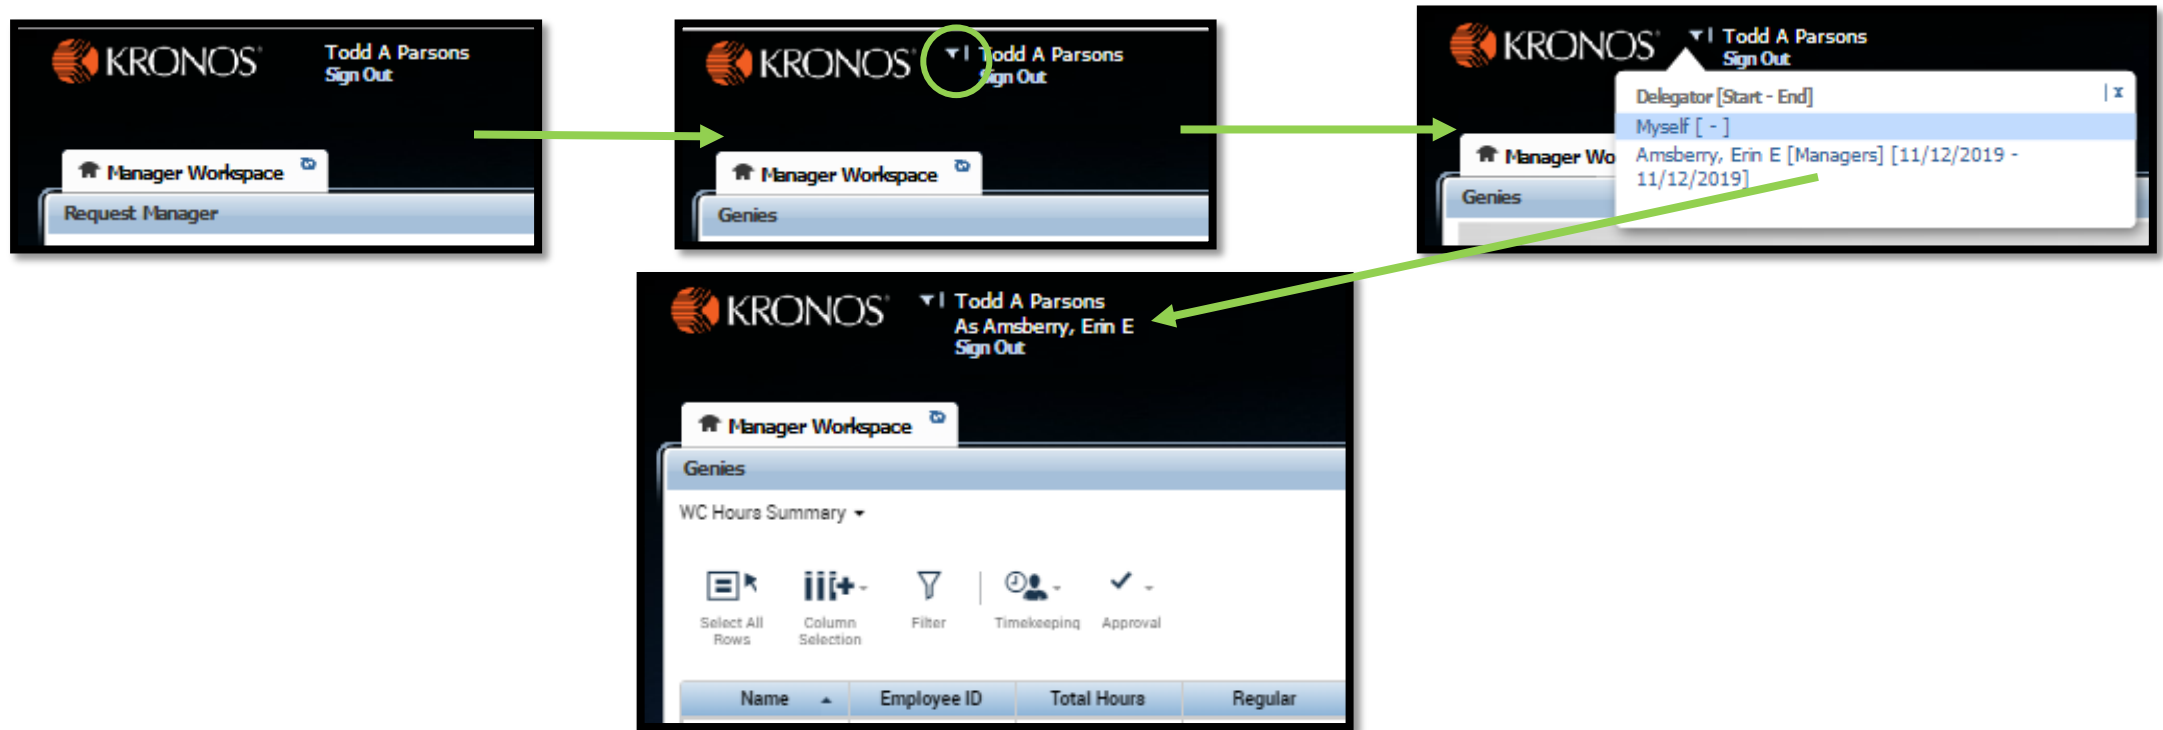 KRONOS
Todd A Parsons
Sign Out
Manager Workspace
Request Manager
KRONOS
Todd A Parsons
Sign Out
Manager Workspace
Genies
KRONOS
Todd A Parsons
Sign Out
Delegator [Start - End]
Myself [ - ]
Amsberry, Erin E [Managers] [11/12/2019 -
11/12/2019]
Manager Wo
Genies
KRONOS
Todd A Parsons
As Amsberry, Erin E
Sign Out
Manager Workspace
Genies
WC Hours Summary
Select All
Rows
Column
Selection
Filter
Timekeeping
Approval
Name
Employee ID
Total Hours
Regular